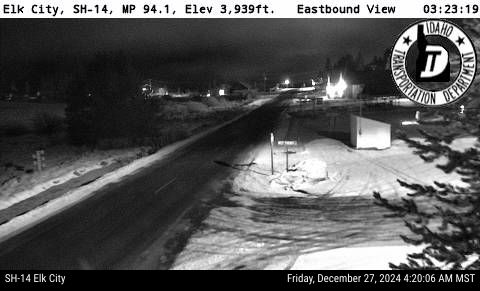 Elk City, SH-14, MP 94.1, Elev 3,939ft. Eastbound View 03:23:19
IDAHO
TRANSPORTATION DEPARTMENT
SH-14 Elk City Friday, December 27, 2024 4:20:06 AM MST